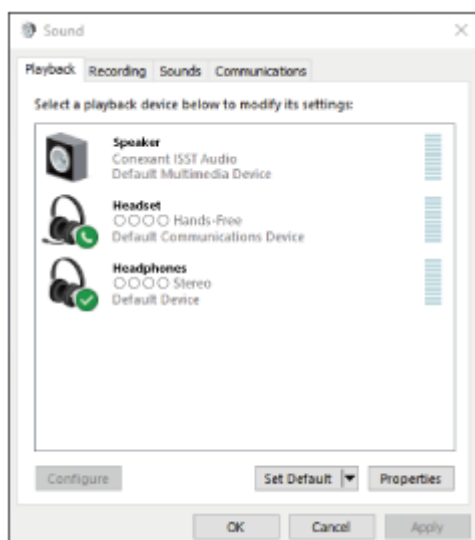 Sound
Playback Recording Sounds Communications
Select a playback device below to modify its settings:
Speaker
Conexant ISST Audio
Default Multimedia Device
Headset
○○○○ Hands-Free
Default Communications Device
Headphones
○○○○ Stereo
Default Device
Configure Set Default Properties
OK Cancel Apply